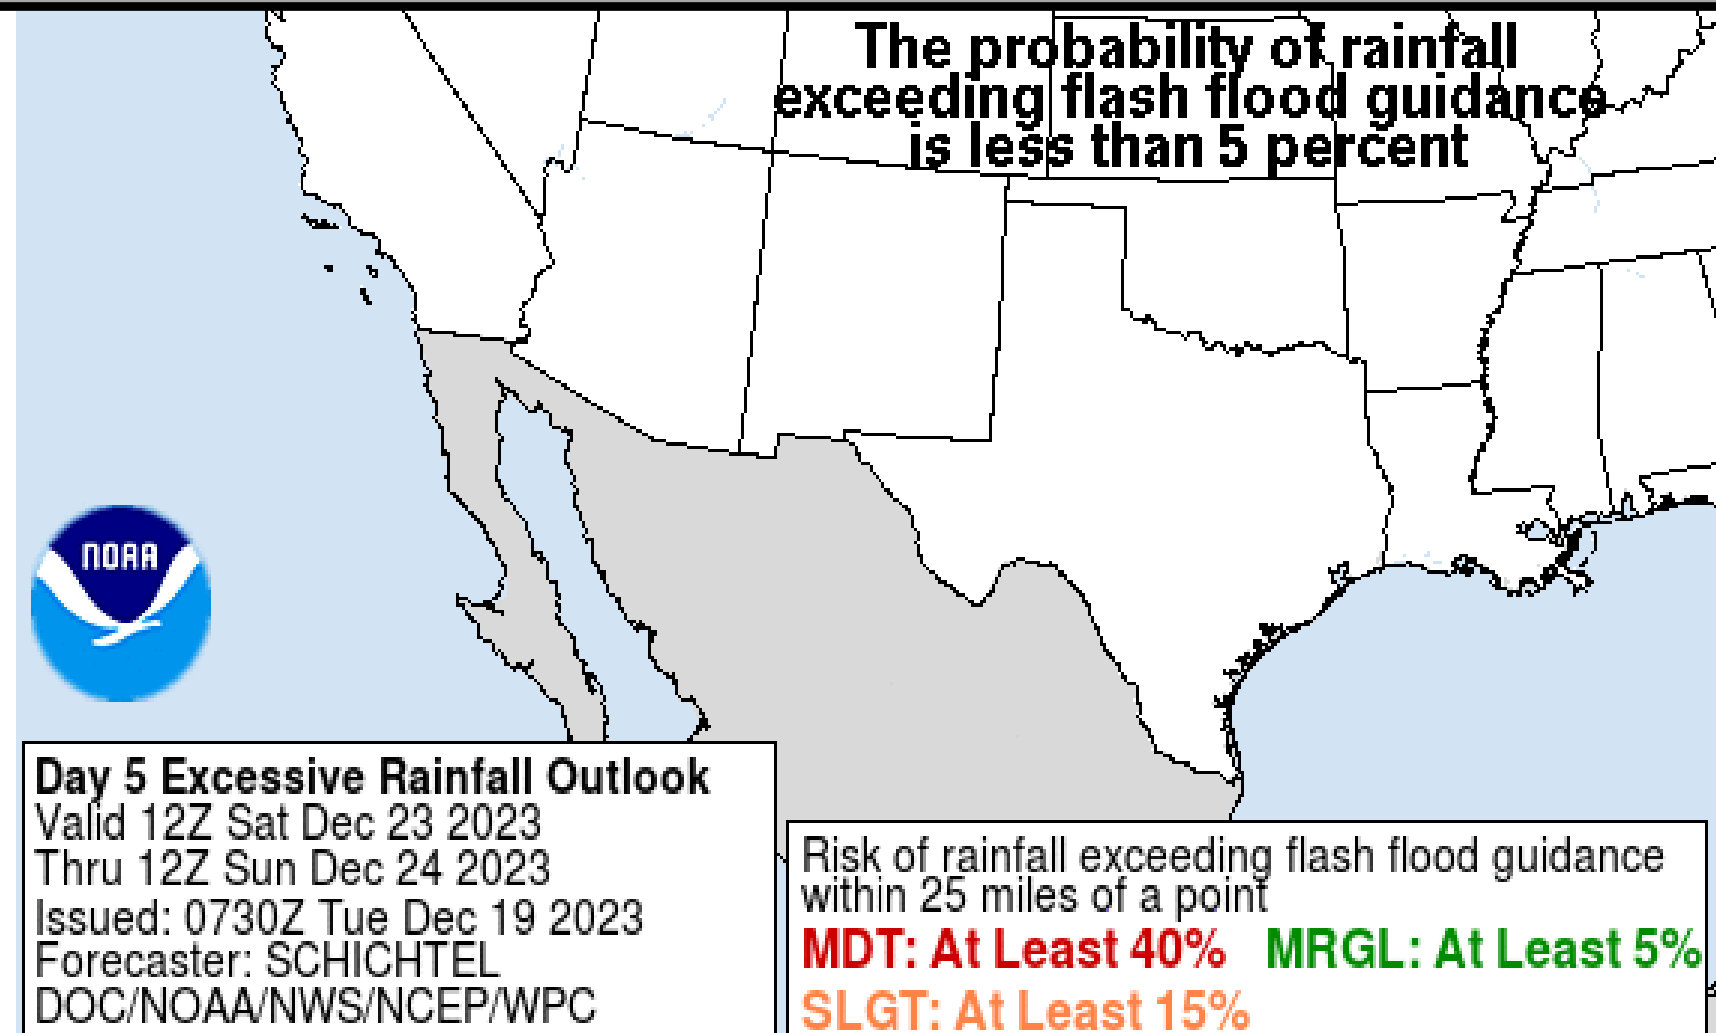 The probability of rainfall
exceeding flash flood guidance
is less than 5 percent
NOAA
Day 5 Excessive Rainfall Outlook
Valid 12Z Sat Dec 23 2023
Thru 12Z Sun Dec 24 2023
Issued: 0730Z Tue Dec 19 2023
Forecaster: SCHICHTEL
DOC/NOAA/NWS/NCEP/WPC
Risk of rainfall exceeding flash flood guidance
within 25 miles of a point
MDT: At Least 40% MRGL: At Least 5%
SLGT: At Least 15%